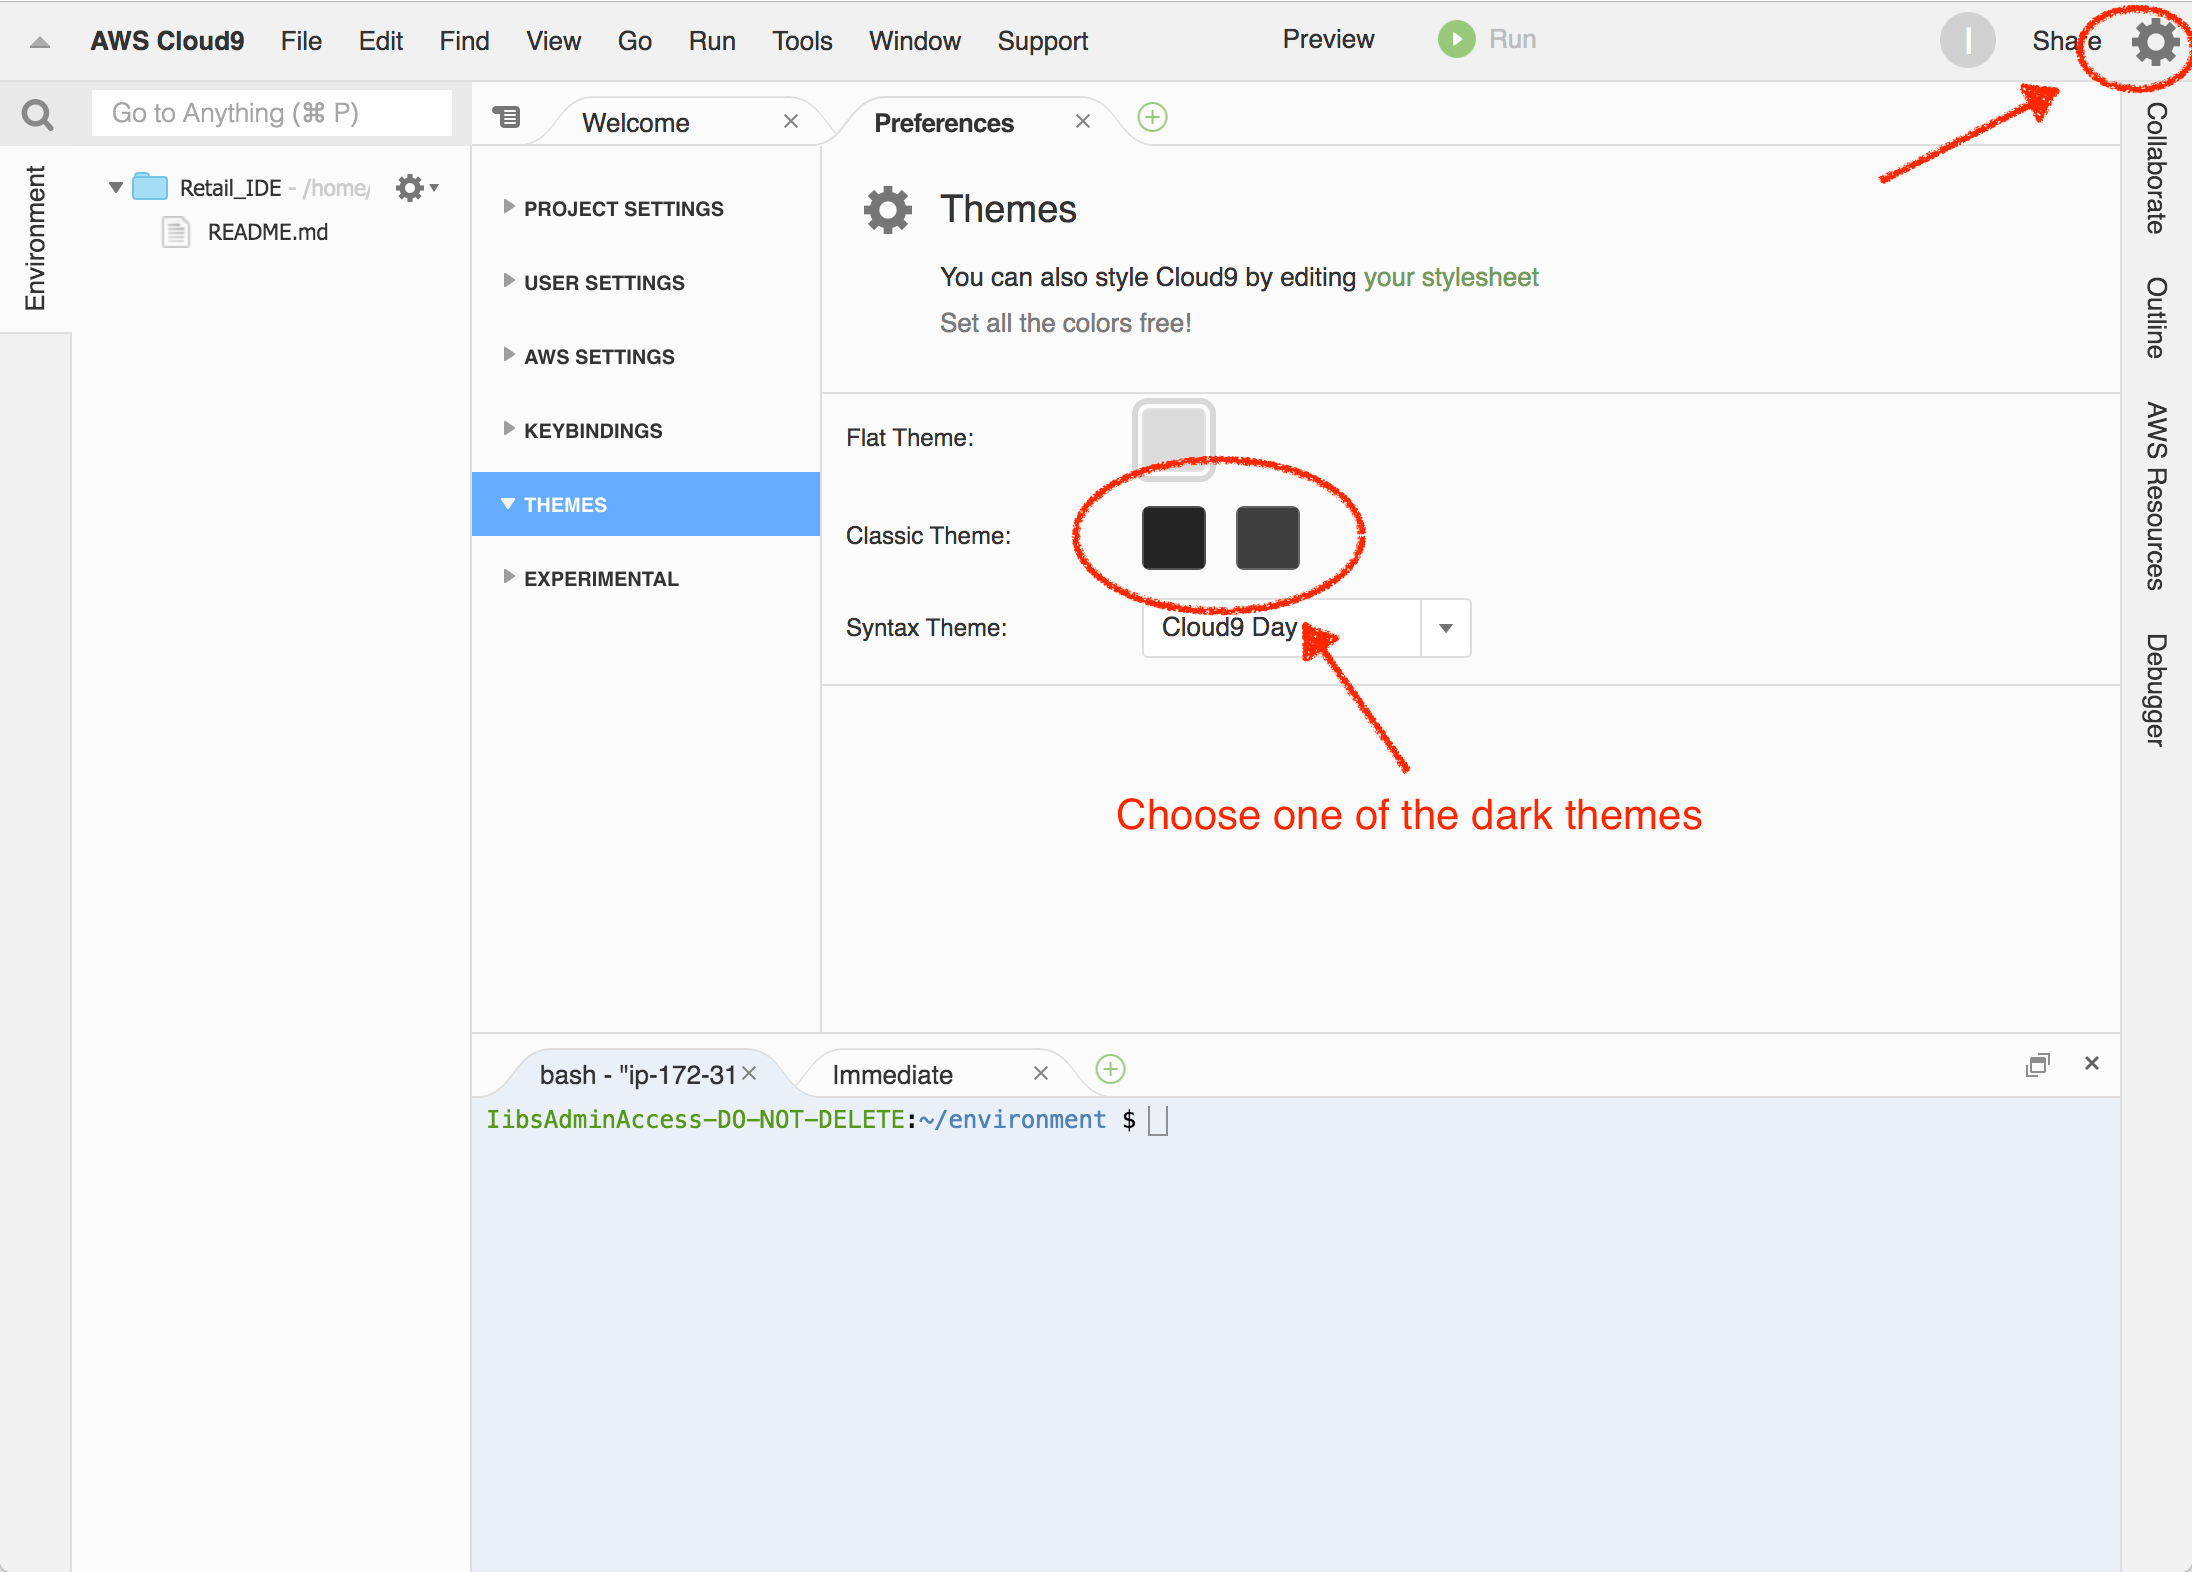 AWS Cloud9 File Edit Find View Go Run Tools Window Support Preview Run I Share
Go to Anything (⌘ P)
Welcome Preferences
Environment
Retail_IDE - /home/
README.md
PROJECT SETTINGS
USER SETTINGS
AWS SETTINGS
KEYBINDINGS
THEMES
EXPERIMENTAL
Themes
You can also style Cloud9 by editing your stylesheet
Set all the colors free!
Flat Theme:
Classic Theme:
Syntax Theme: Cloud9 Day
Choose one of the dark themes
Collaborate
Outline
AWS Resources
Debugger
bash - "ip-172-31 Immediate
IibsAdminAccess-DO-NOT-DELETE:~/environment $